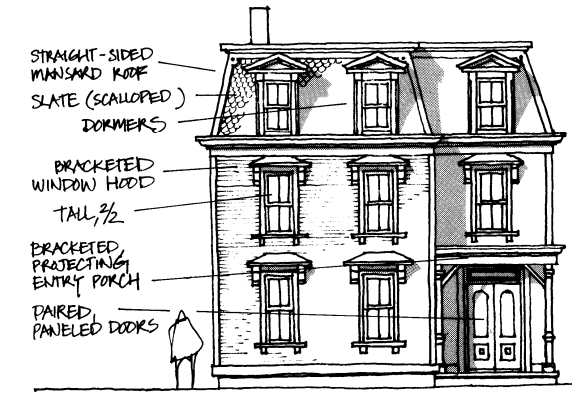 STRAIGHT-SIDED
MANSARD ROOF
SLATE (SCALLOPED)
DORMERS
BRACKETED
WINDOW HOOD
TALL, 2/2
BRACKETED,
PROJECTING
ENTRY PORCH
PAIRED,
PANELED DOORS